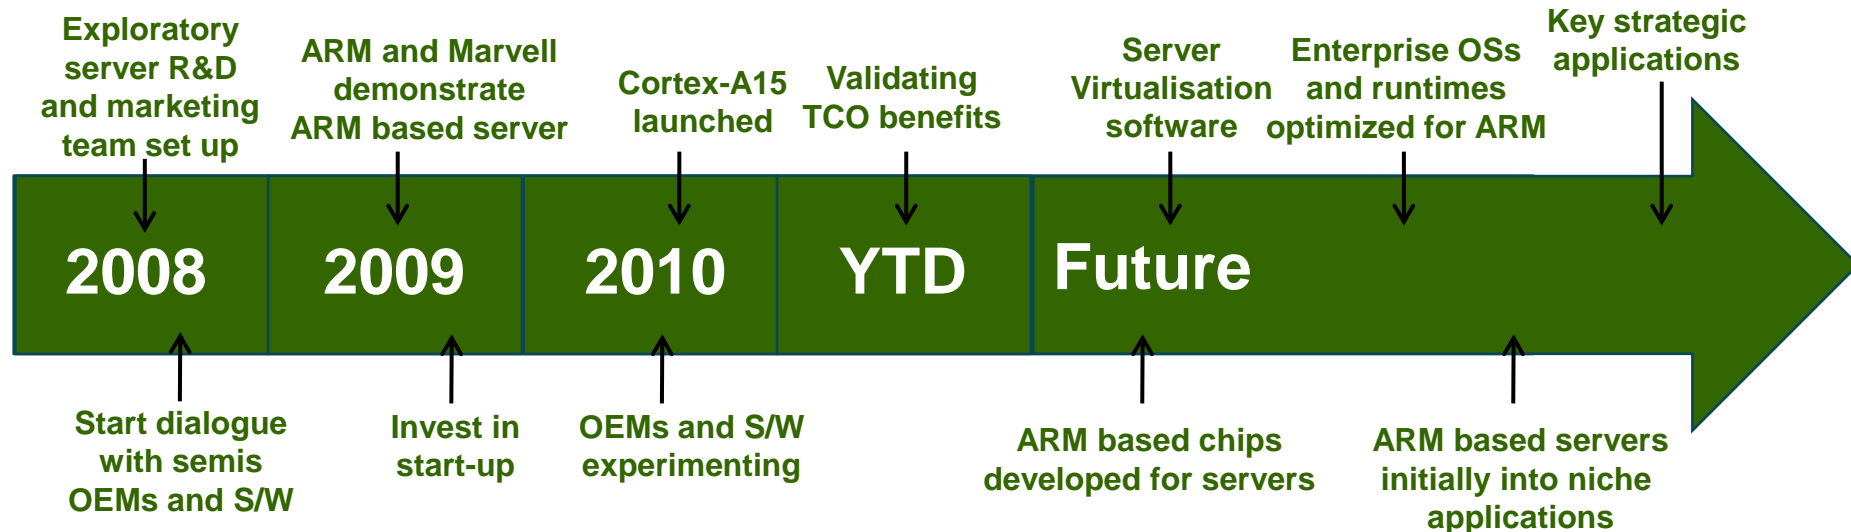 Exploratory
server R&D
and marketing
team set up
ARM and Marvell
demonstrate
ARM based server
Cortex-A15
launched
Validating
TCO benefits
Server
Virtualisation
software
Enterprise OSs
and runtimes
optimized for ARM
Key strategic
applications
2008
2009
2010
YTD
Future
Start dialogue
with semis
OEMs and S/W
Invest in
start-up
OEMs and S/W
experimenting
ARM based chips
developed for servers
ARM based servers
initially into niche
applications